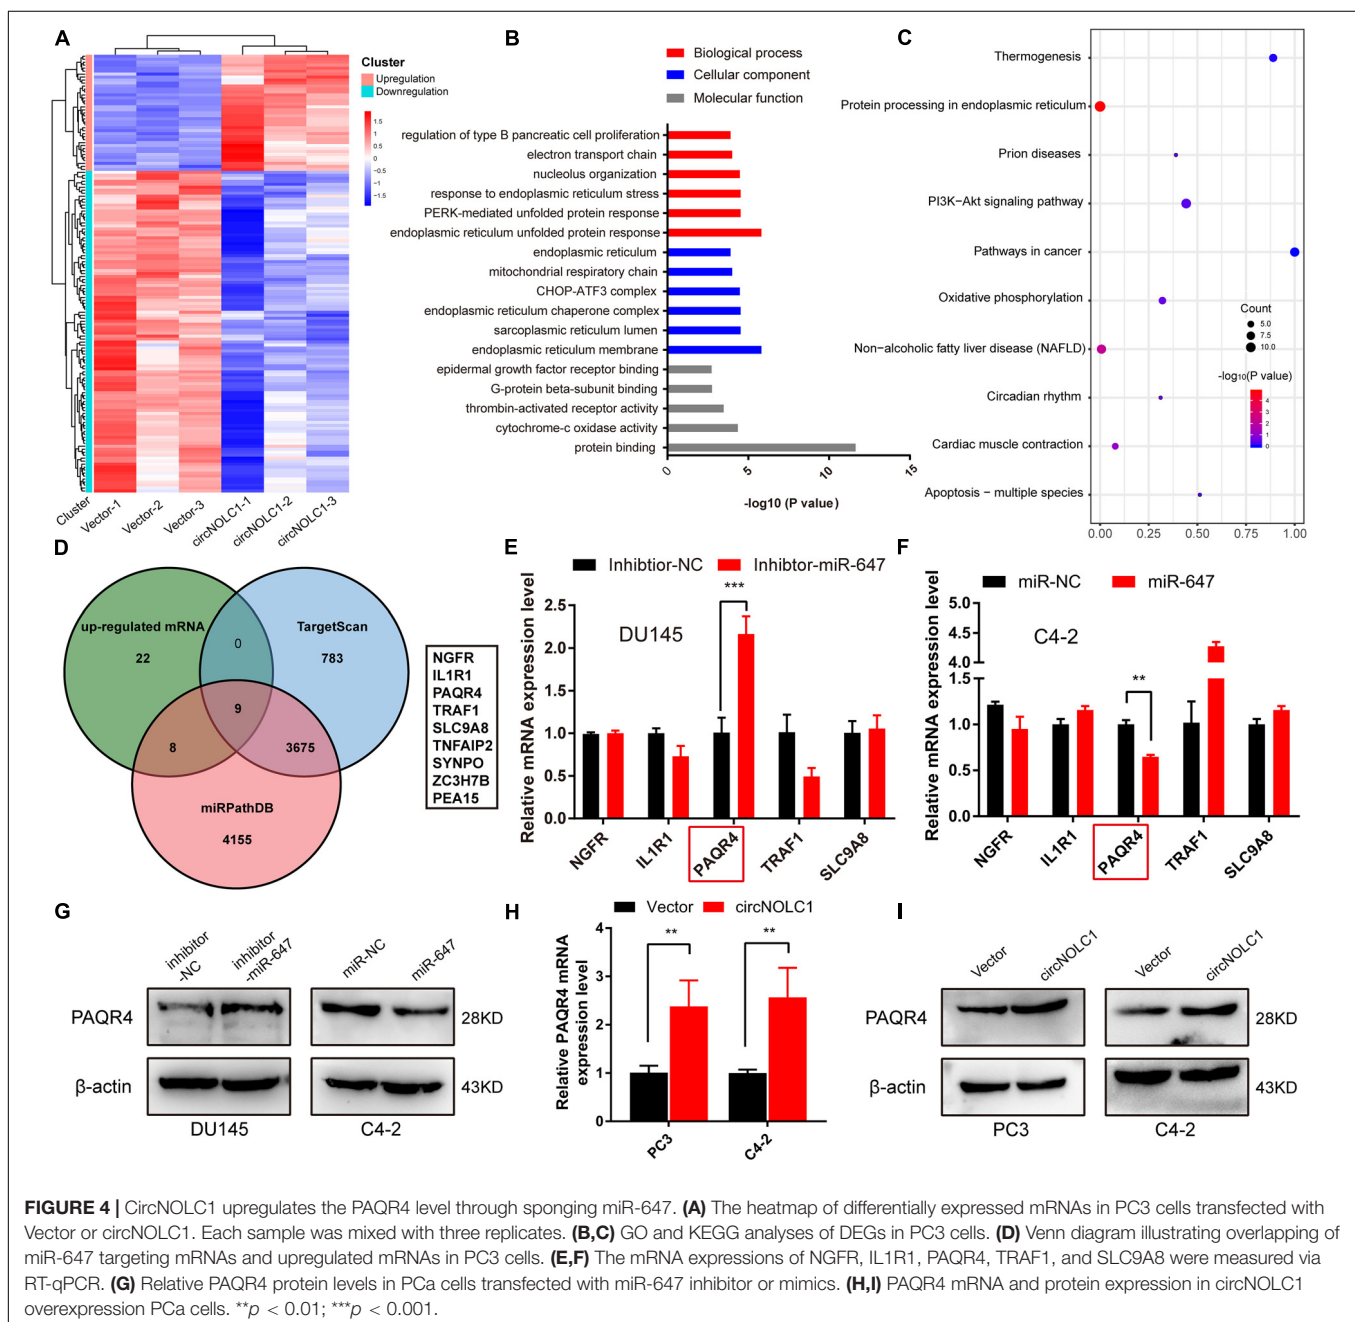 A
Cluster
Upregulation
Downregulation
1.5
1
0.5
0
−0.5
−1
−1.5
Cluster
Vector-1
Vector-2
Vector-3
circNOLC1-1
circNOLC1-2
circNOLC1-3
B
Biological process
Cellular component
Molecular function
regulation of type B pancreatic cell proliferation
electron transport chain
nucleolus organization
response to endoplasmic reticulum stress
PERK-mediated unfolded protein response
endoplasmic reticulum unfolded protein response
endoplasmic reticulum
mitochondrial respiratory chain
CHOP-ATF3 complex
endoplasmic reticulum chaperone complex
sarcoplasmic reticulum lumen
endoplasmic reticulum membrane
epidermal growth factor receptor binding
G-protein beta-subunit binding
thrombin-activated receptor activity
cytochrome-c oxidase activity
protein binding
0 5 10 15
-log10 (P value)
C
Thermogenesis
Protein processing in endoplasmic reticulum
Prion diseases
PI3K−Akt signaling pathway
Pathways in cancer
Oxidative phosphorylation
Non−alcoholic fatty liver disease (NAFLD)
Circadian rhythm
Cardiac muscle contraction
Apoptosis − multiple species
Count
5.0
7.5
10.0
-log10(P value)
4
3
2
1
0
0.00 0.25 0.50 0.75 1.00
D
up-regulated mRNA
22
0
TargetScan
783
9
8
3675
miRPathDB
4155
NGFR
IL1R1
PAQR4
TRAF1
SLC9A8
TNFAIP2
SYNPO
ZC3H7B
PEA15
E
Inhibtior-NC Inhibtor-miR-647
Relative mRNA expression level
2.5
2.0
1.5
1.0
0.5
0.0
DU145
***
NGFR IL1R1 PAQR4 TRAF1 SLC9A8
F
miR-NC miR-647
Relative mRNA expression level
5.0
4.5
4.0
1.5
1.0
0.5
0.0
C4-2
**
NGFR IL1R1 PAQR4 TRAF1 SLC9A8
G
inhibitor -NC
inhibitor -miR-647
miR-NC
miR-647
PAQR4
28KD
β-actin
43KD
DU145 C4-2
H
Vector circNOLC1
Relative PAQR4 mRNA
expression level
4
3
2
1
0
** **
PC3 C4-2
I
Vector circNOLC1 Vector circNOLC1
PAQR4
28KD
β-actin
43KD
PC3 C4-2
FIGURE 4 | CircNOLC1 upregulates the PAQR4 level through sponging miR-647. (A) The heatmap of differentially expressed mRNAs in PC3 cells transfected with
Vector or circNOLC1. Each sample was mixed with three replicates. (B,C) GO and KEGG analyses of DEGs in PC3 cells. (D) Venn diagram illustrating overlapping of
miR-647 targeting mRNAs and upregulated mRNAs in PC3 cells. (E,F) The mRNA expressions of NGFR, IL1R1, PAQR4, TRAF1, and SLC9A8 were measured via
RT-qPCR. (G) Relative PAQR4 protein levels in PCa cells transfected with miR-647 inhibitor or mimics. (H,I) PAQR4 mRNA and protein expression in circNOLC1
overexpression PCa cells. **p < 0.01; ***p < 0.001.